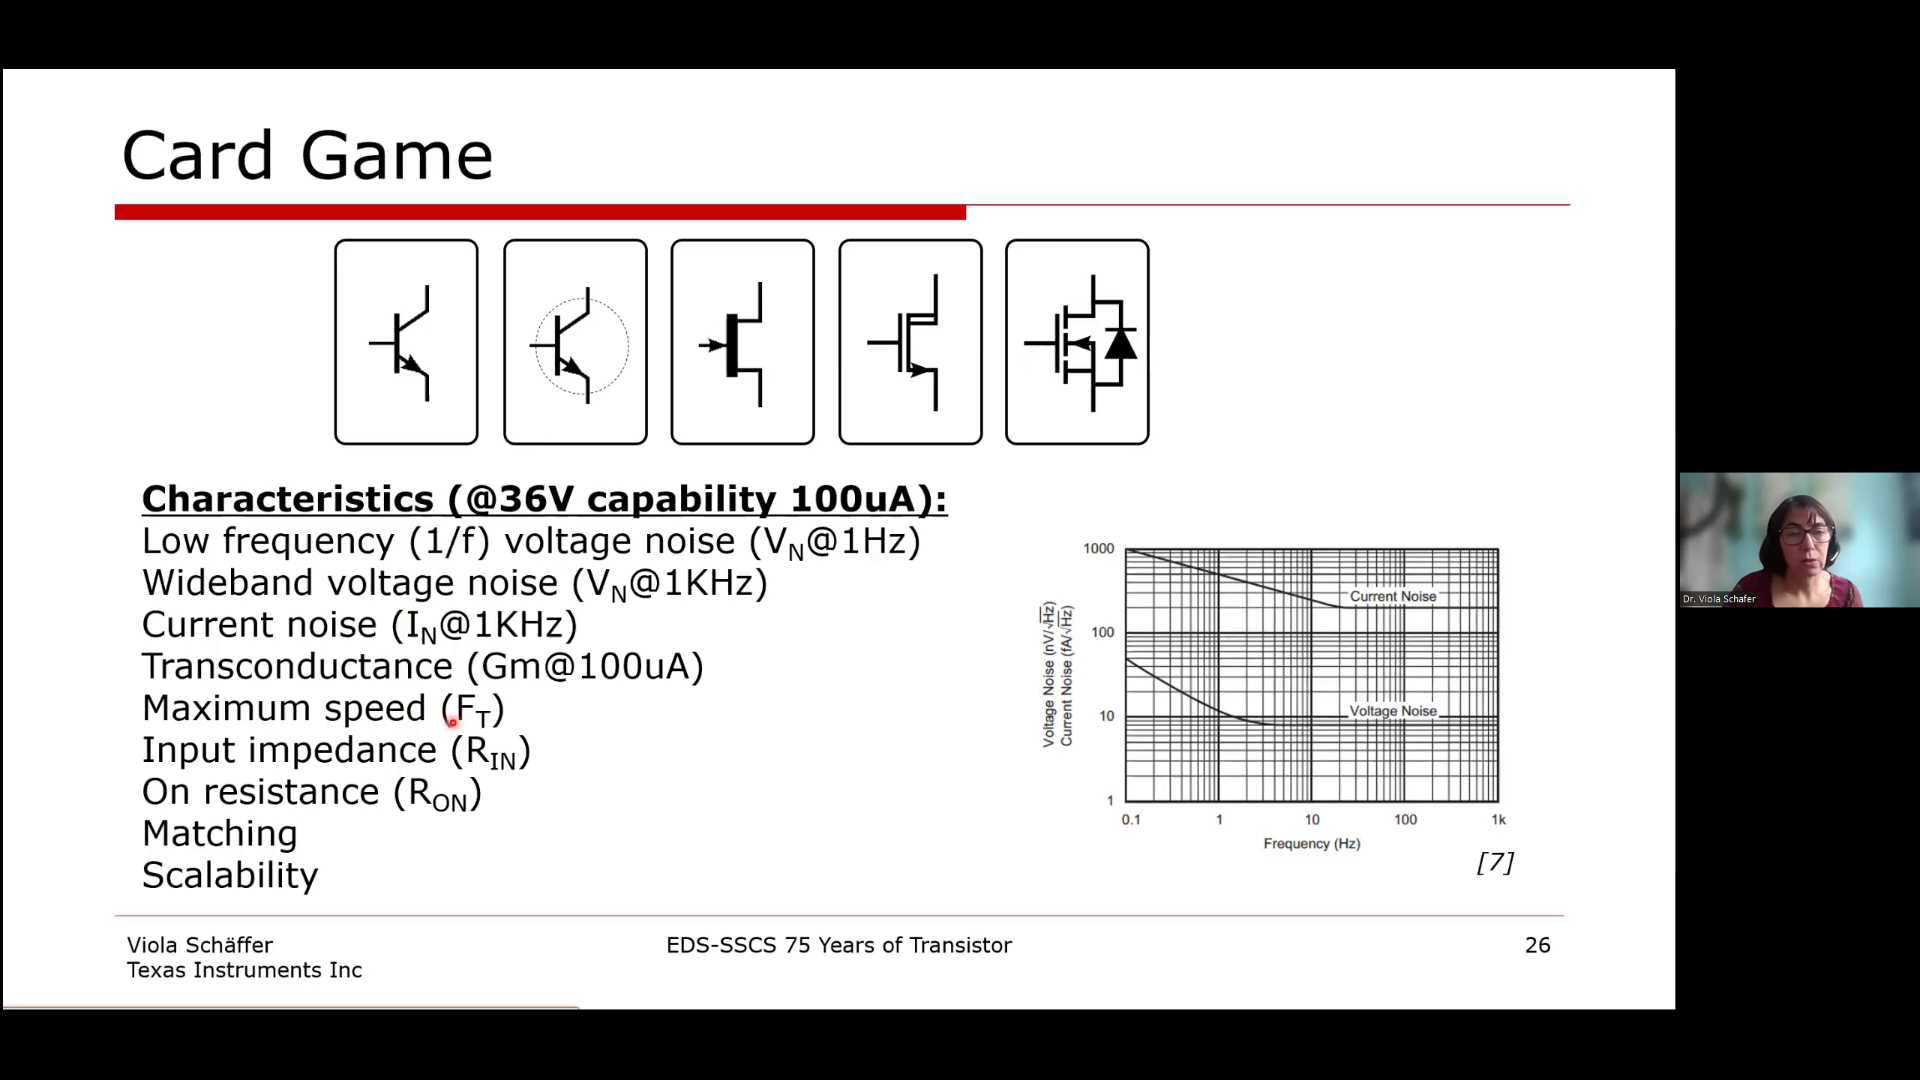 Card Game
Characteristics (@36V capability 100uA):
Low frequency (1/f) voltage noise (VN@1Hz)
Wideband voltage noise (VN@1KHz)
Current noise (IN@1KHz)
Transconductance (Gm@100uA)
Maximum speed (FT)
Input impedance (RIN)
On resistance (RON)
Matching
Scalability
Voltage Noise (nV/√Hz)
Current Noise (fA/√Hz)
1000
100
10
1
Current Noise
Voltage Noise
0.1 1 10 100 1k
Frequency (Hz)
[7]
Viola Schäffer
Texas Instruments Inc
EDS-SSCS 75 Years of Transistor
26
Dr. Viola Schafer